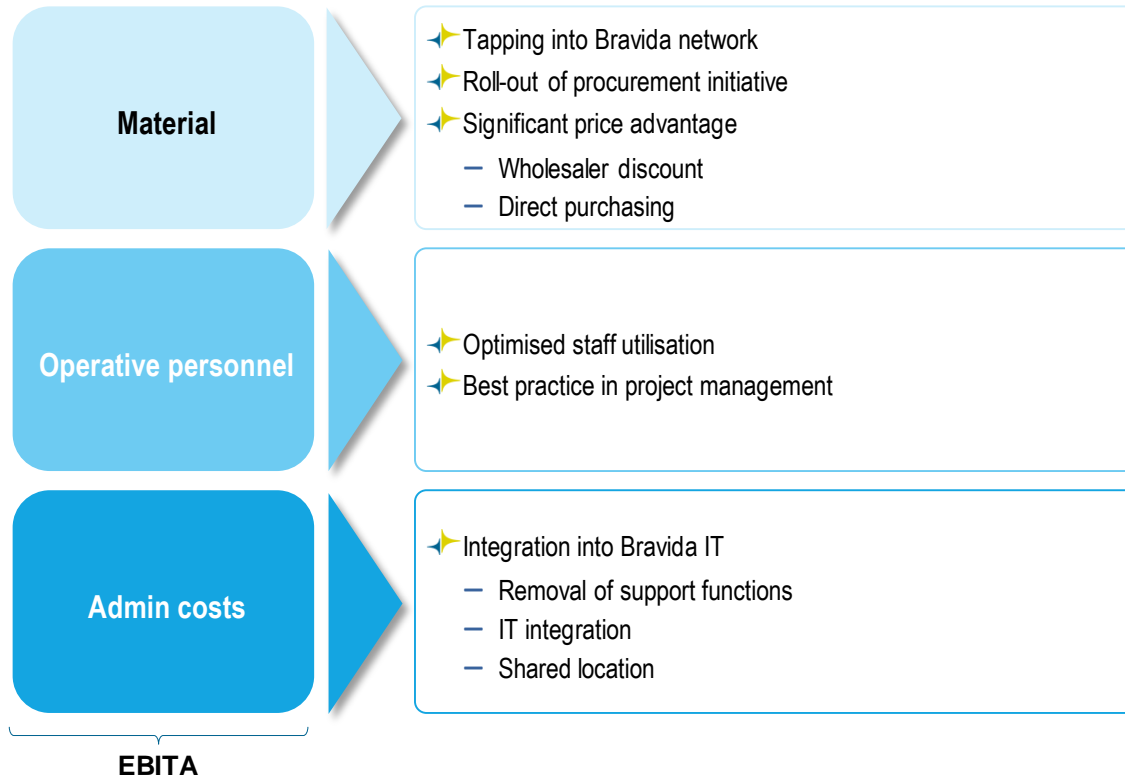 Material
Tapping into Bravida network
Roll-out of procurement initiative
Significant price advantage
– Wholesaler discount
– Direct purchasing
Operative personnel
Optimised staff utilisation
Best practice in project management
Admin costs
Integration into Bravida IT
– Removal of support functions
– IT integration
– Shared location
EBITA